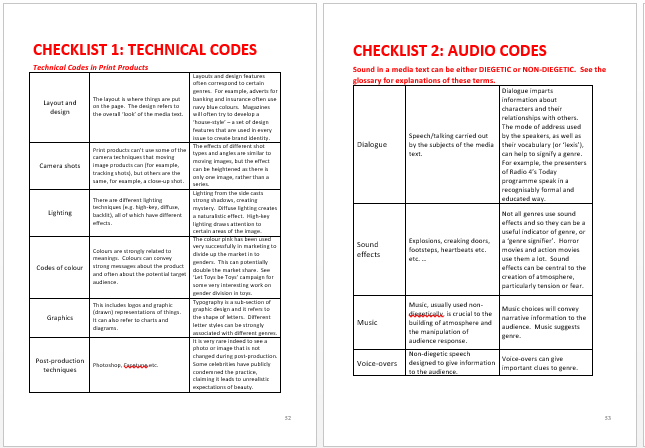 CHECKLIST 1: TECHNICAL CODES
Technical Codes in Print Products
Layout and
design
The layout is where things are put
on the page. The design refers to
the overall 'look' of the media text.
Layouts and design features
often correspond to certain
genres. For example, adverts for
banking and insurance often use
navy blue colours. Magazines
will often try to develop a
'house-style' – a set of design
features that are used in every
issue to create brand identity.
Camera shots
Print products can't use some of the
camera techniques that moving
image products can (for example,
tracking shots), but others are the
same, for example, a close-up shot.
The effects of different shot
types and angles are similar to
moving images, but the effect
can be heightened as there is
only one image, rather than a
series.
Lighting
There are different lighting
techniques (e.g. high-key, diffuse,
backlit), all of which have different
effects.
Lighting from the side casts
strong shadows, creating
mystery. Diffuse lighting creates
a naturalistic effect. High-key
lighting draws attention to
certain areas of the image.
Codes of colour
Colours are strongly related to
meanings. Colours can convey
strong messages about the product
and often about the potential target
audience.
The colour pink has been used
very successfully in marketing to
divide up the market in to
genders. This can potentially
double the market share. See
'Let Toys be Toys' campaign for
some very interesting work on
gender division in toys.
Graphics
This includes logos and graphic
(drawn) representations of things.
It can also refer to charts and
diagrams.
Typography is a sub-section of
graphic design and it refers to
the shape of letters. Different
letter styles can be strongly
associated with different genres.
Post-production
techniques
Photoshop, etc.
It is very rare indeed to see a
photo or image that is not
changed during post-production.
Some celebrities have publicly
condemned the practice,
claiming it leads to unrealistic
expectations of beauty.
52
CHECKLIST 2: AUDIO CODES
Sound in a media text can be either DIEGETIC or NON-DIEGETIC. See the
glossary for explanations of these terms.
Dialogue
Speech/talking carried out
by the subjects of the media
text.
Dialogue imparts
information about
characters and their
relationships with others.
The mode of address used
by the speakers, as well as
their vocabulary (or 'lexis'),
can help to signify a genre.
For example, the presenters
of Radio 4's Today
programme speak in a
recognisably formal and
educated way.
Sound
effects
Explosions, creaking doors,
footsteps, heartbeats etc.
etc. ...
Not all genres use sound
effects and so they can be a
useful indicator of genre, or
a 'genre signifier'. Horror
movies and action movies
use them a lot. Sound
effects can be central to the
creation of atmosphere,
particularly tension or fear.
Music
Music, usually used non-
diegetically, is crucial to the
building of atmosphere and
the manipulation of
audience response.
Music choices will convey
narrative information to the
audience. Music suggests
genre.
Voice-overs
Non-diegetic speech
designed to give information
to the audience.
Voice-overs can give
important clues to genre.
53